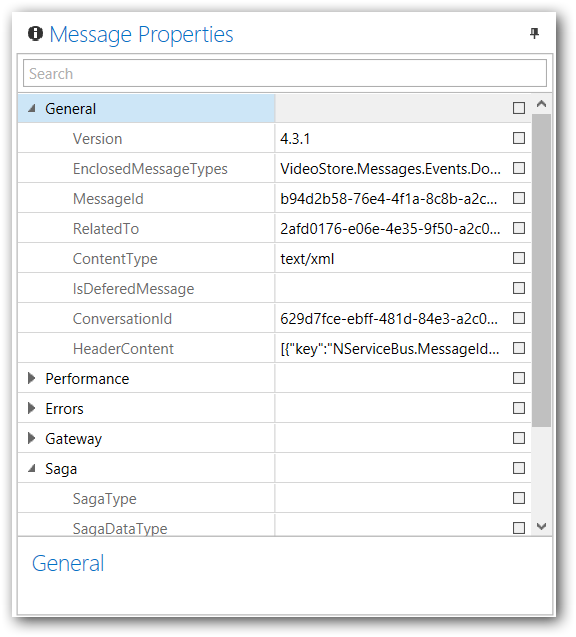 Message Properties
Search
General
Version 4.3.1
EnclosedMessageTypes VideoStore.Messages.Events.Do...
MessageId b94d2b58-76e4-4f1a-8c8b-a2c...
RelatedTo 2afd0176-e06e-4e35-9f50-a2c0...
ContentType text/xml
IsDeferedMessage
ConversationId 629d7fce-ebff-481d-84e3-a2c0...
HeaderContent [{"key":"NServiceBus.MessageId...
Performance
Errors
Gateway
Saga
SagaType
SagaDataType
General